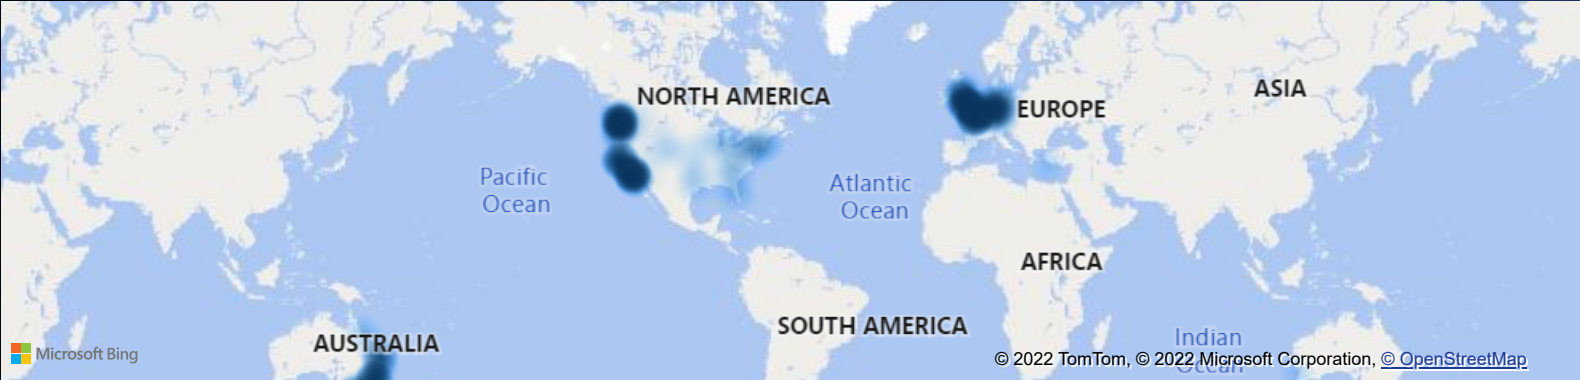 NORTH AMERICA
ASIA
EUROPE
Pacific
Ocean
Atlantic
Ocean
AFRICA
SOUTH AMERICA
AUSTRALIA
Indian
Ocean
Microsoft Bing
© 2022 TomTom, © 2022 Microsoft Corporation, © OpenStreetMap